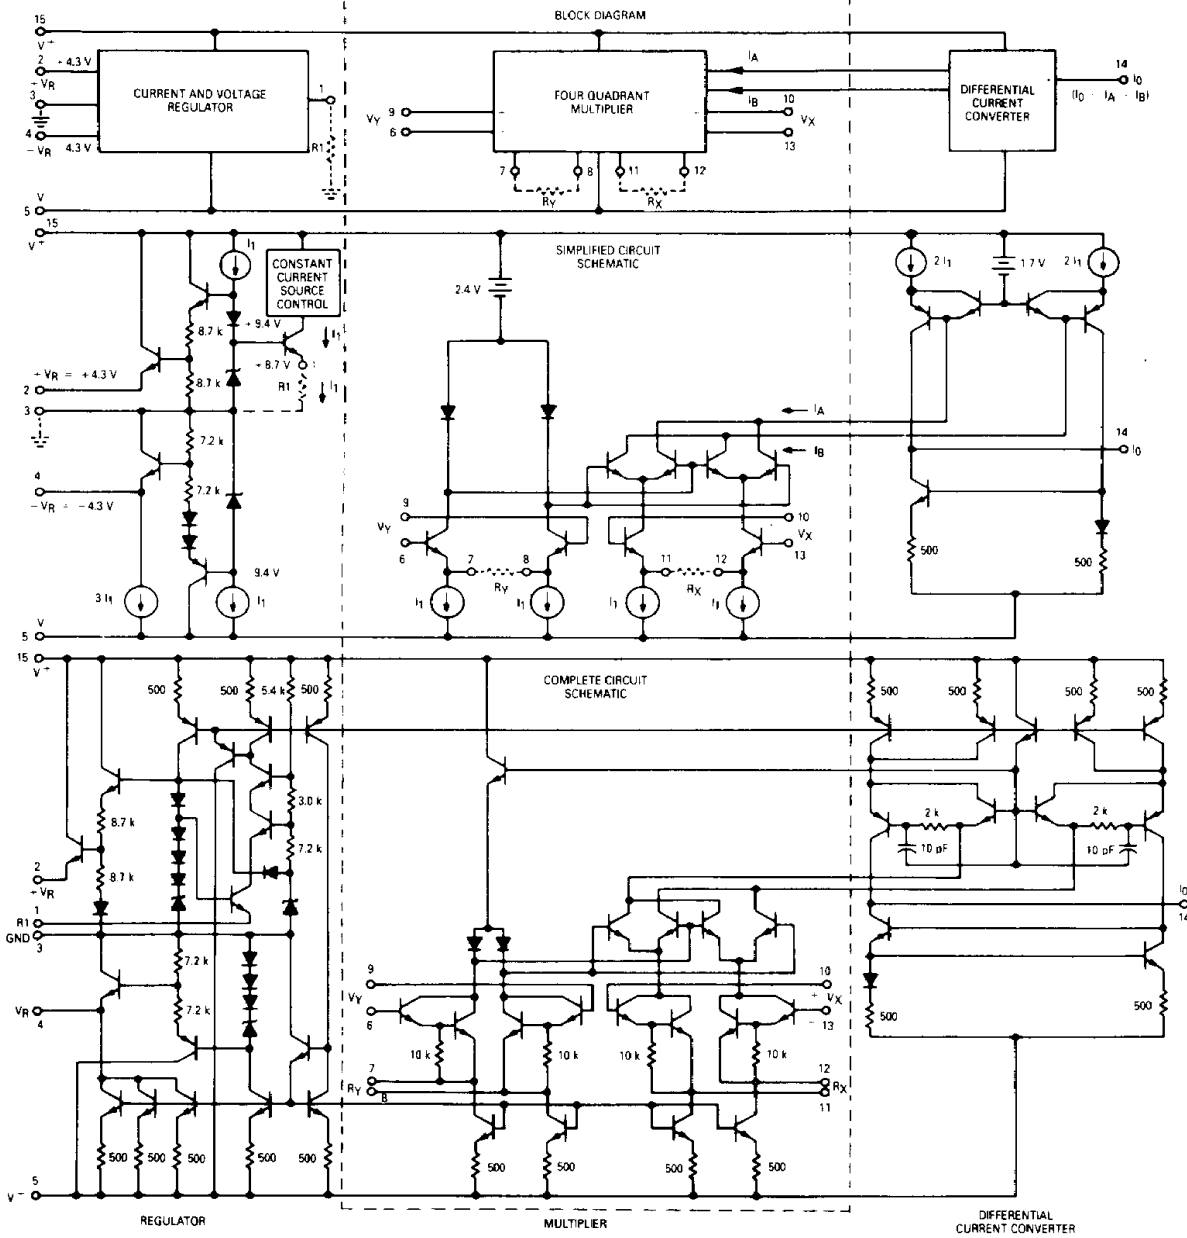 BLOCK DIAGRAM
15
V+
2
+4.3 V
+VR
3
4
-VR
4.3 V
CURRENT AND VOLTAGE
REGULATOR
1
R1
FOUR QUADRANT
MULTIPLIER
IA
IB
9
VY
6
10
VX
13
7
8
11
12
RY
RX
DIFFERENTIAL
CURRENT
CONVERTER
14
IO
(IO - IA - IB)
V
5
15
V+
SIMPLIFIED CIRCUIT
SCHEMATIC
I1
CONSTANT
CURRENT
SOURCE
CONTROL
+9.4 V
I1
8.7 k
+8.7 V
R1
I1
8.7 k
+VR = +4.3 V
2
3
7.2 k
4
7.2 k
-VR = -4.3 V
9.4 V
3 I1
I1
2.4 V
IA
IB
9
VY
6
7
8
RY
10
VX
13
11
12
RX
I1
I1
I1
I1
2 I1
1.7 V
2 I1
14
IO
500
500
V
5
15
V+
COMPLETE CIRCUIT
SCHEMATIC
500
500
5.4 k
500
8.7 k
3.0 k
7.2 k
8.7 k
2
+VR
1
R1
GND
3
7.2 k
VR
4
7.2 k
500
500
500
500
500
9
VY
6
10 k
10 k
10 k
10 k
10
+
VX
13
7
RY
8
12
RX
11
500
500
500
500
500
500
500
500
2 k
2 k
10 pF
10 pF
IO
14
500
500
5
V-
REGULATOR
MULTIPLIER
DIFFERENTIAL
CURRENT CONVERTER